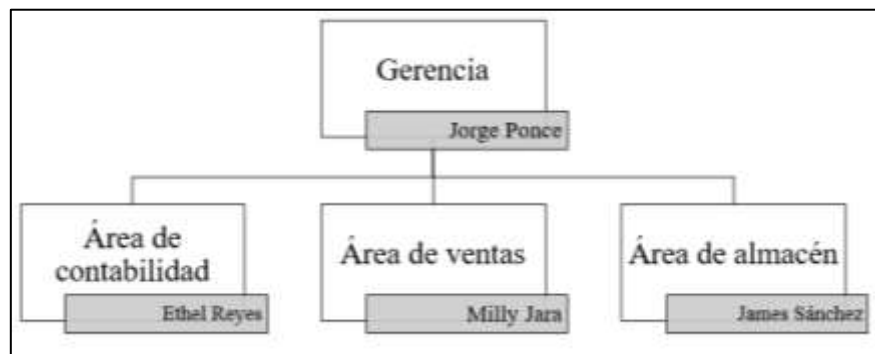 Gerencia
Jorge Ponce
Área de
contabilidad
Ethel Reyes
Área de ventas
Milly Jara
Área de almacén
James Sánchez